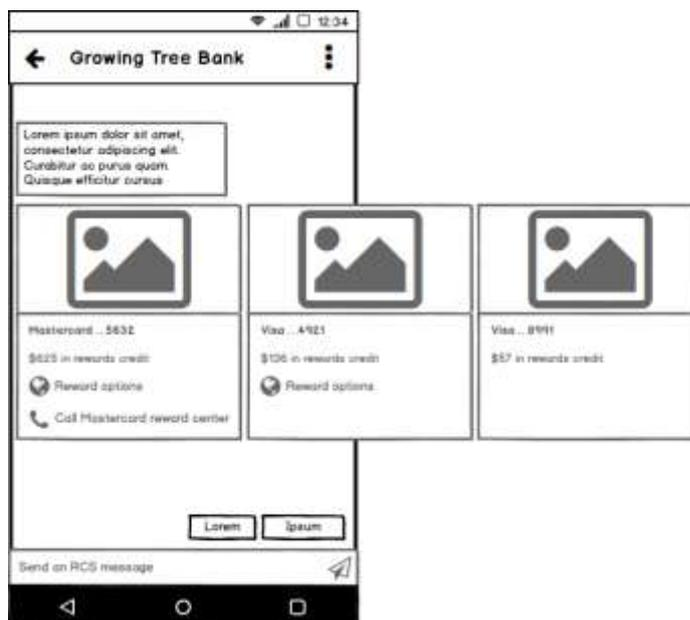 12:34
Growing Tree Bank
Lorem ipsum dolor sit amet,
consectetur adipiscing elit.
Curabitur ac purus quam.
Quisque efficitur cursus
Mastercard ...5632
$625 in rewards credit
Reward options
Call Mastercard reward center
Visa ...4921
$136 in rewards credit
Reward options
Visa ...8991
$57 in rewards credit
Lorem
Ipsum
Send an RCS message